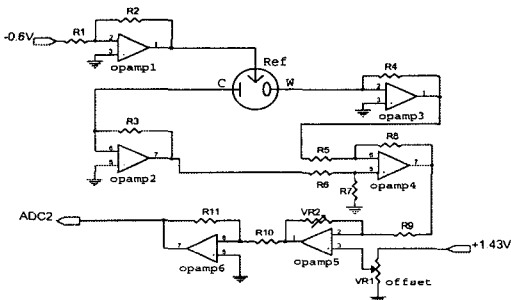 R2
-0.6V
R1
2
3
1
opamp1
Ref
C
W
R4
2
3
1
opamp3
R3
6
5
7
opamp2
R5
R8
6
5
7
opamp4
R6
R7
ADC2
R11
VR2
R9
R10
+1.43V
7
6
5
opamp6
1
2
3
opamp5
VR1
offset